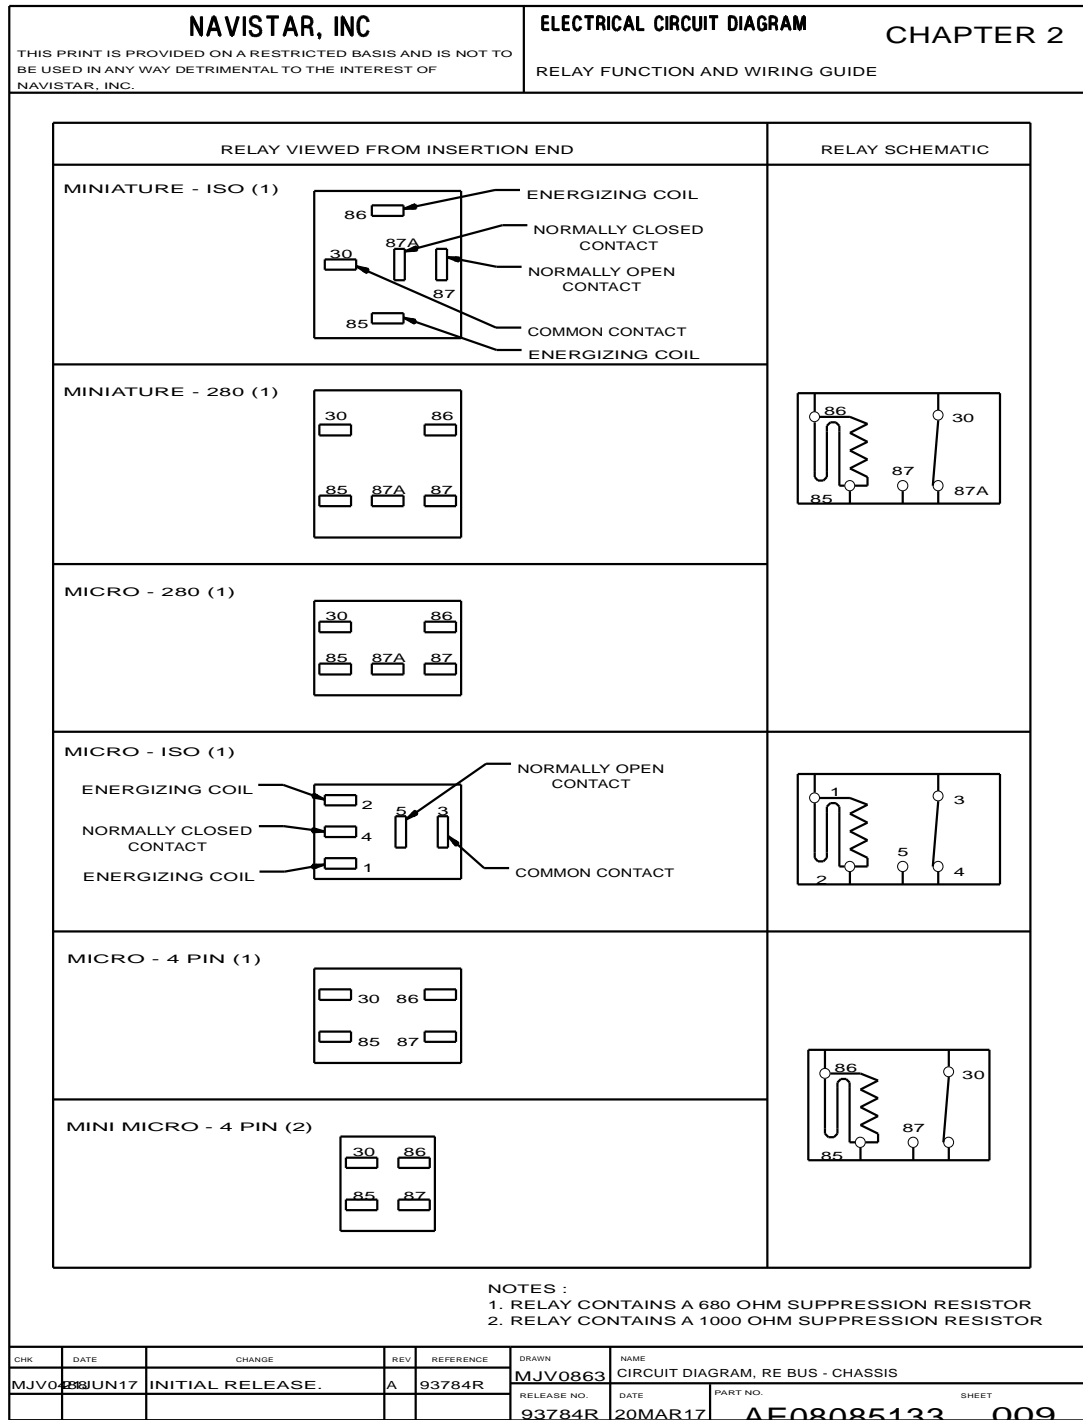 NAVISTAR, INC
THIS PRINT IS PROVIDED ON A RESTRICTED BASIS AND IS NOT TO
BE USED IN ANY WAY DETRIMENTAL TO THE INTEREST OF
NAVISTAR, INC.
ELECTRICAL CIRCUIT DIAGRAM
CHAPTER 2
RELAY FUNCTION AND WIRING GUIDE
RELAY VIEWED FROM INSERTION END
RELAY SCHEMATIC
MINIATURE - ISO (1)
86
ENERGIZING COIL
87A
NORMALLY CLOSED
CONTACT
30
NORMALLY OPEN
CONTACT
87
85
COMMON CONTACT
ENERGIZING COIL
MINIATURE - 280 (1)
30
86
85
87A
87
86
30
87
85
87A
MICRO - 280 (1)
30
86
85
87A
87
MICRO - ISO (1)
ENERGIZING COIL
2
NORMALLY CLOSED
CONTACT
4
ENERGIZING COIL
1
5
3
NORMALLY OPEN
CONTACT
COMMON CONTACT
1
3
5
2
4
MICRO - 4 PIN (1)
30
86
85
87
MINI MICRO - 4 PIN (2)
30
86
85
87
86
30
87
85
NOTES :
1. RELAY CONTAINS A 680 OHM SUPPRESSION RESISTOR
2. RELAY CONTAINS A 1000 OHM SUPPRESSION RESISTOR
CHK
DATE
CHANGE
REV
REFERENCE
INITIAL RELEASE.
A
93784R
DRAWN
MJV0863
NAME
CIRCUIT DIAGRAM, RE BUS - CHASSIS
RELEASE NO.
93784R
DATE
20MAR17
PART NO.
AE08085133
SHEET
009